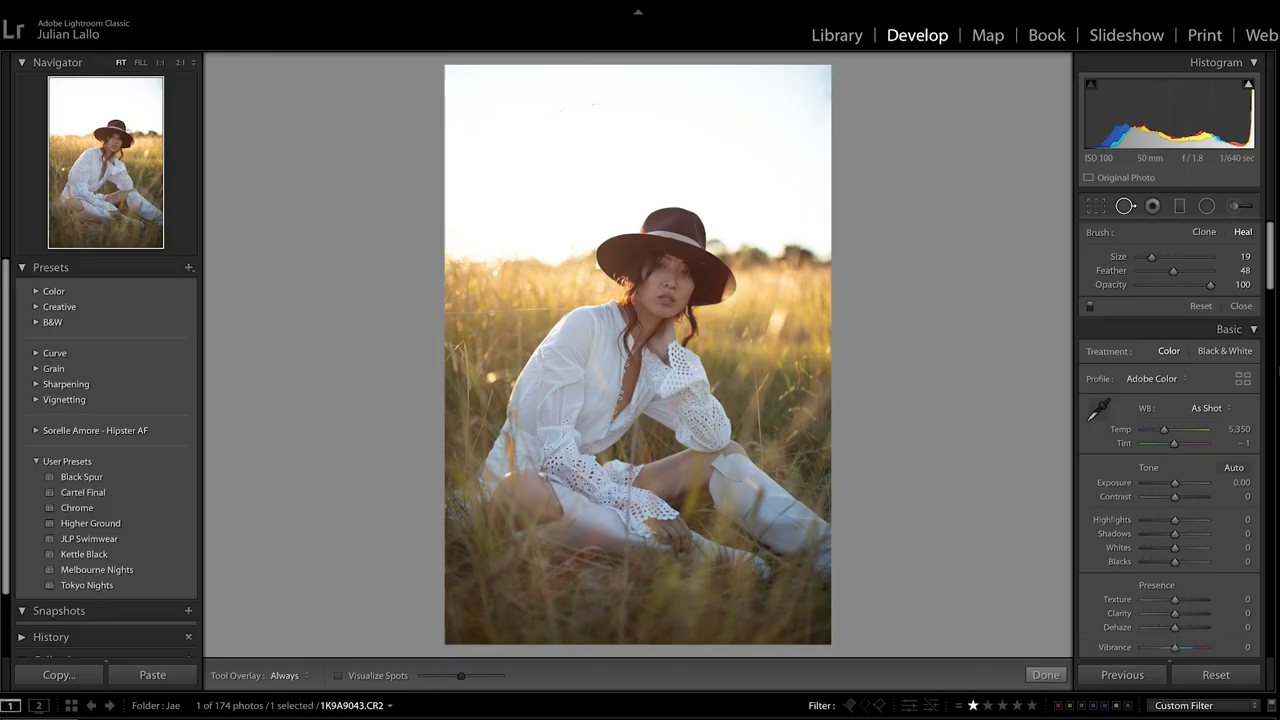 Lr Adobe Lightroom Classic
Julian Lallo
Library | Develop | Map | Book | Slideshow | Print | Web
Navigator FIT FILL 1:1 2:1
Presets +
Color
Creative
B&W
Curve
Grain
Sharpening
Vignetting
Sorelle Amore - Hipster AF
User Presets
Black Spur
Cartel Final
Chrome
Higher Ground
JLP Swimwear
Kettle Black
Melbourne Nights
Tokyo Nights
Snapshots +
History ×
Copy... Paste
Tool Overlay : Always Visualize Spots Done
Histogram
ISO 100 50 mm f / 1.8 1/640 sec
Original Photo
Brush : Clone Heal
Size 19
Feather 48
Opacity 100
Reset Close
Basic
Treatment : Color Black & White
Profile : Adobe Color
WB : As Shot
Temp 5,350
Tint − 1
Tone Auto
Exposure 0.00
Contrast 0
Highlights 0
Shadows 0
Whites 0
Blacks 0
Presence
Texture 0
Clarity 0
Dehaze 0
Vibrance 0
Previous Reset
1 2 Folder : Jae 1 of 174 photos / 1 selected / 1K9A9043.CR2 Filter : Custom Filter